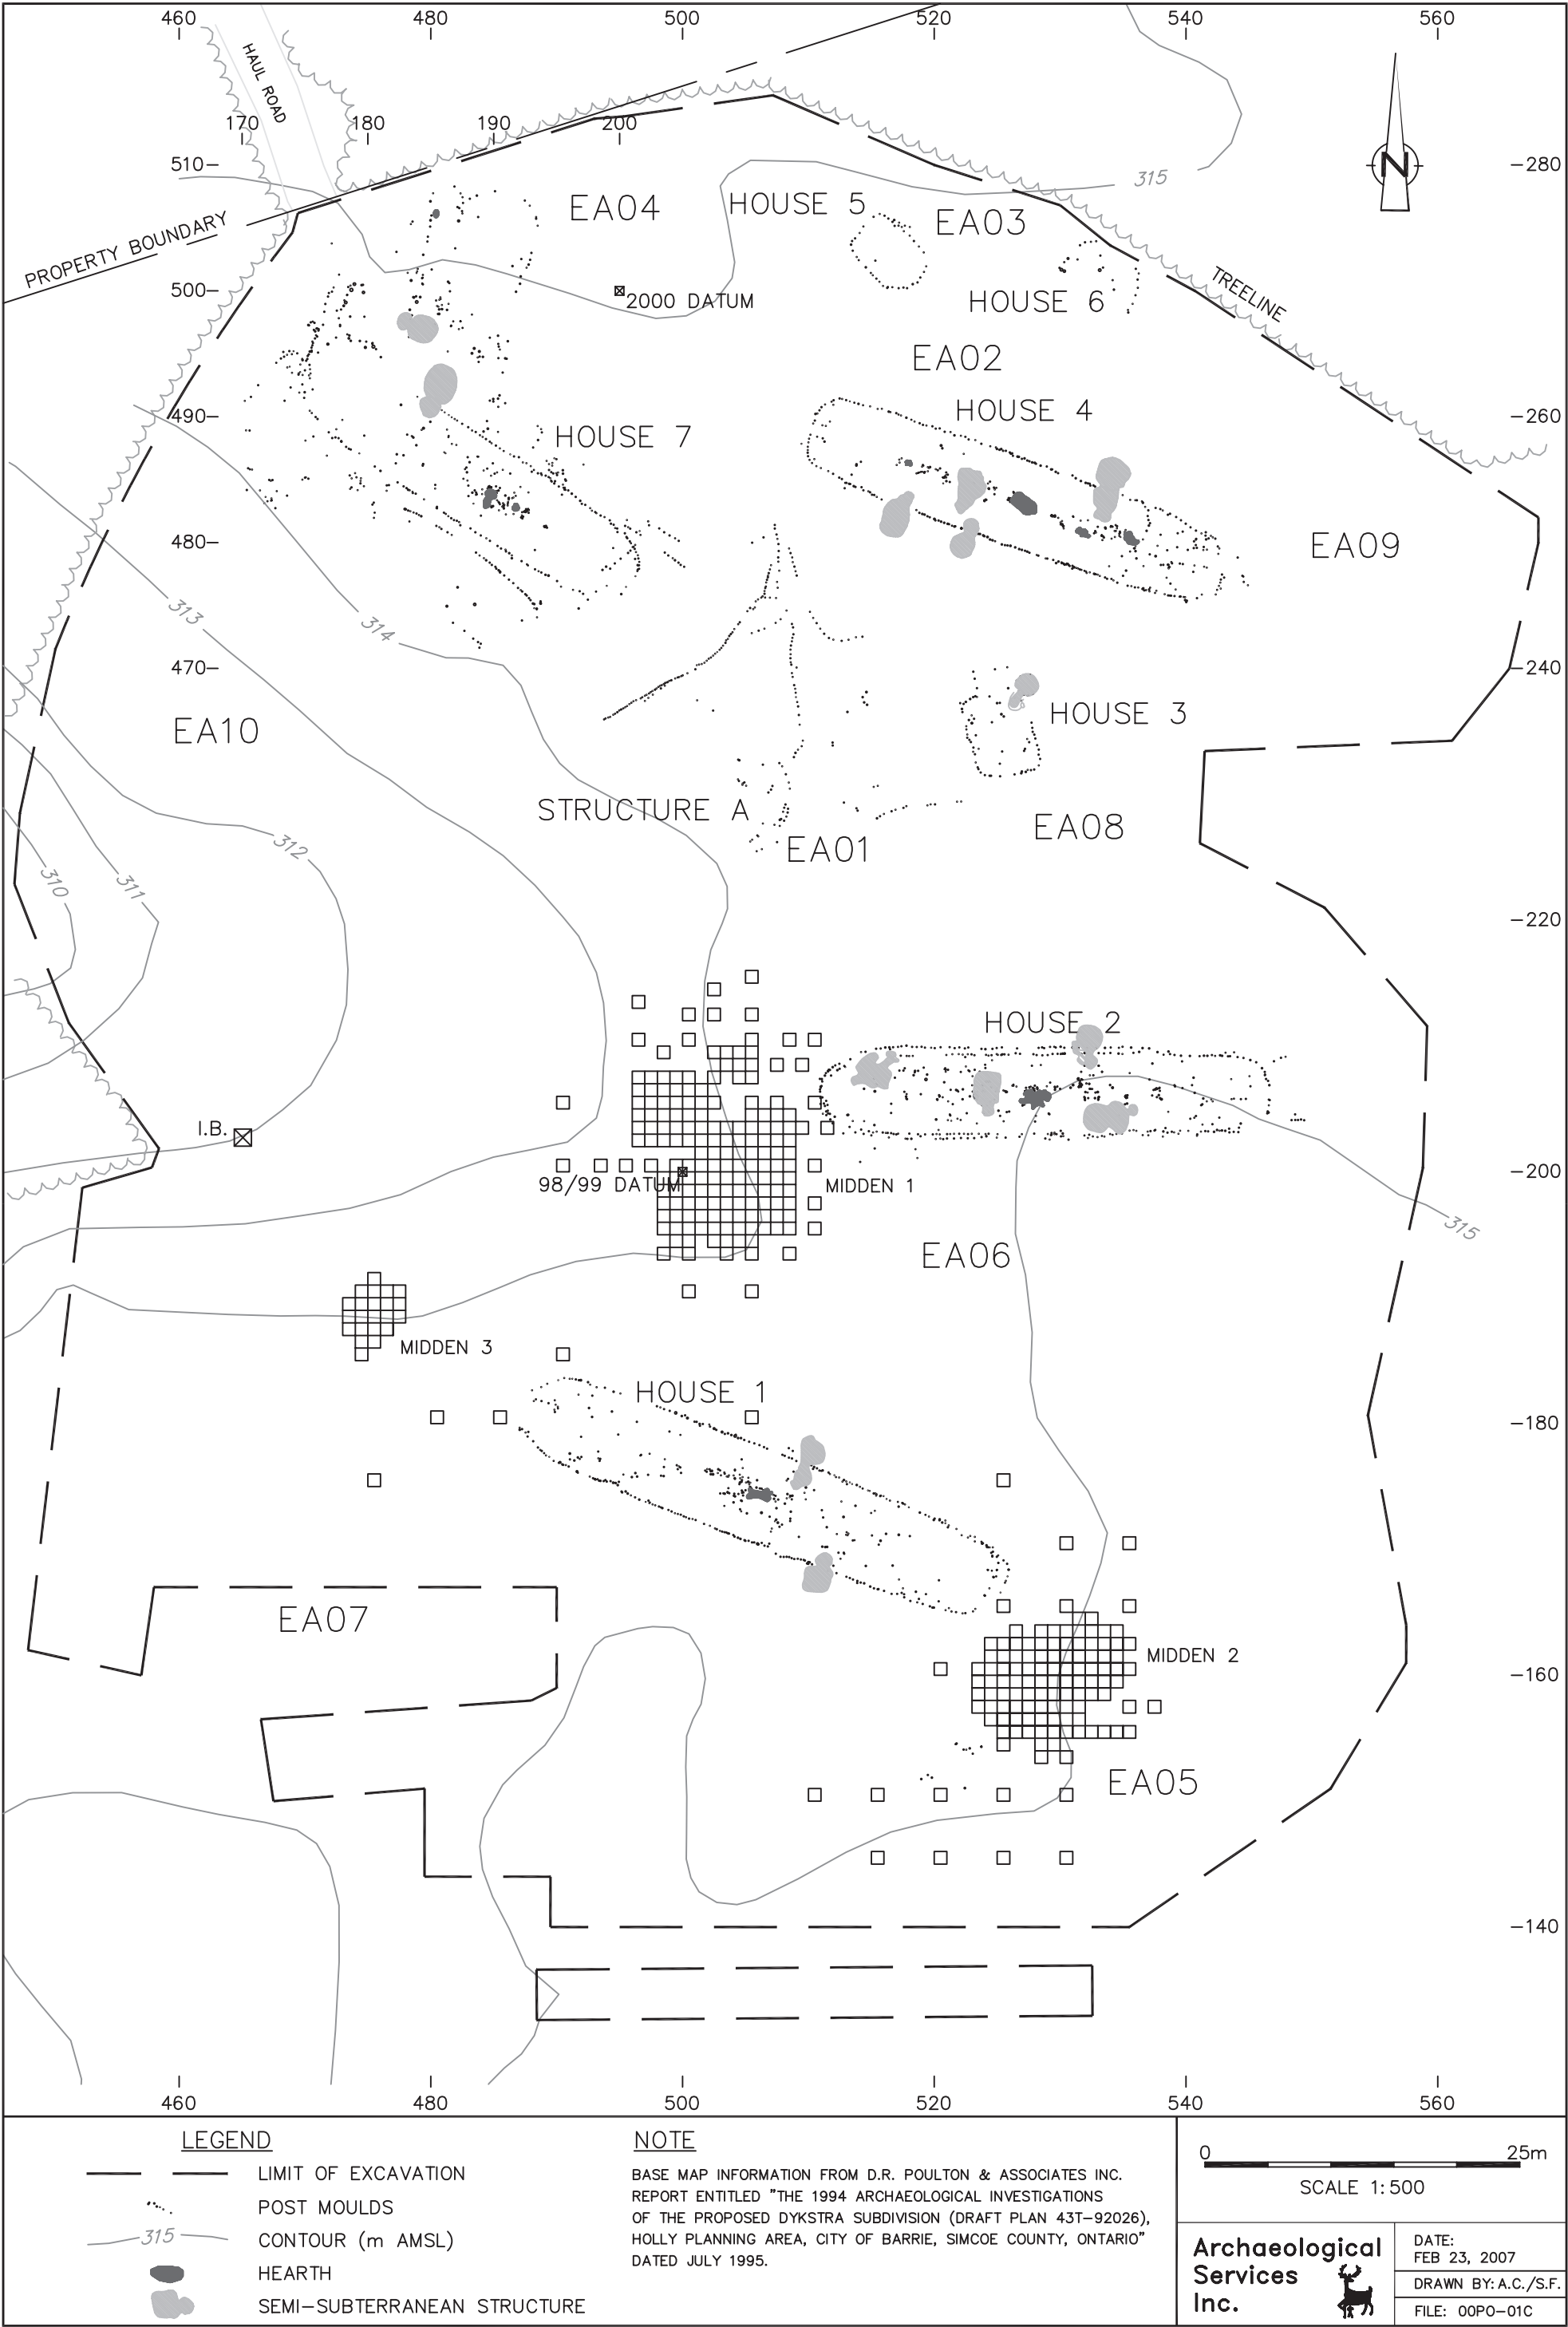 460 480 500 520 540 560
HAUL ROAD
170 180 190 200
510 280
315
EA04 HOUSE 5 EA03
PROPERTY BOUNDARY
500 2000 DATUM HOUSE 6 TREELINE
EA02
490 HOUSE 4 260
HOUSE 7
480 EA09
313 314
470 240
EA10 HOUSE 3
STRUCTURE A EA08
312 EA01
310 311
220
HOUSE 2
I.B.
98/99 DATUM MIDDEN 1 200
315
EA06
MIDDEN 3
HOUSE 1
180
EA07
MIDDEN 2
160
EA05
140
460 480 500 520 540 560
LEGEND
LIMIT OF EXCAVATION
POST MOULDS
315 CONTOUR (m AMSL)
HEARTH
SEMI-SUBTERRANEAN STRUCTURE
NOTE
BASE MAP INFORMATION FROM D.R. POULTON & ASSOCIATES INC.
REPORT ENTITLED "THE 1994 ARCHAEOLOGICAL INVESTIGATIONS
OF THE PROPOSED DYKSTRA SUBDIVISION (DRAFT PLAN 43T-92026),
HOLLY PLANNING AREA, CITY OF BARRIE, SIMCOE COUNTY, ONTARIO"
DATED JULY 1995.
0 25m
SCALE 1:500
Archaeological
Services
Inc.
DATE:
FEB 23, 2007
DRAWN BY: A.C./S.F.
FILE: 00PO-01C
N